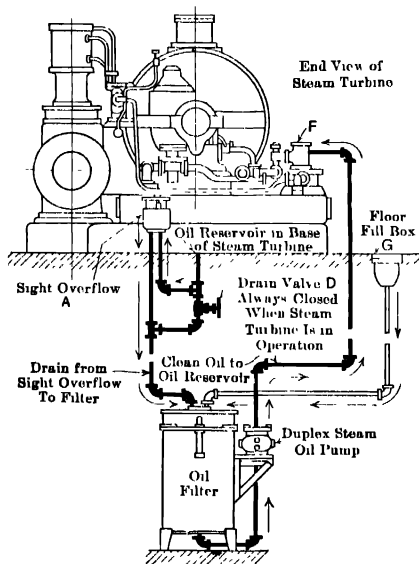 End View of
Steam Turbine
F
Oil Reservoir in Base
of Steam Turbine
Floor
Fill Box
G
Sight Overflow
A
Drain Valve D
Always Closed
When Steam
Turbine Is in
Operation
Drain from
Sight Overflow
To Filter
Clean Oil to
Oil Reservoir
Duplex Steam
Oil Pump
Oil
Filter